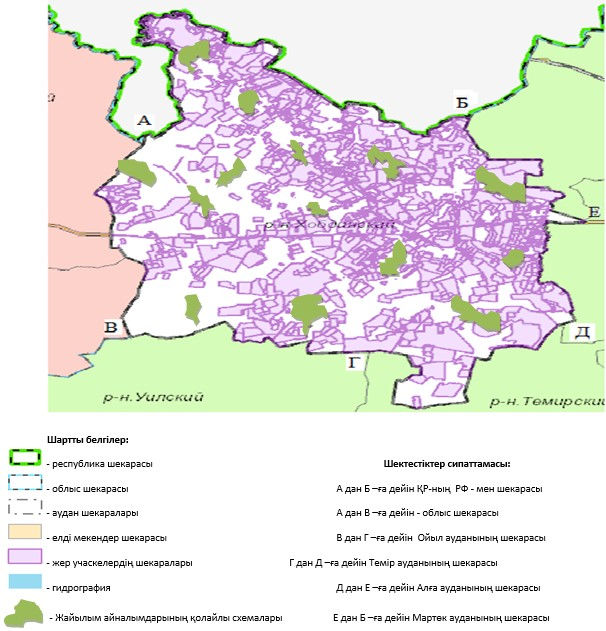 й
А
Б
Е
р-н. Хобдинский
В
Д
Г
р-н. Уилский
р-н. Темирский
Шартты белгілер:
- республика шекарасы
Шектестіктер сипаттамасы:
- облыс шекарасы
А дан Б –ға дейін ҚР-ның РФ - мен шекарасы
- аудан шекаралары
А дан В –ға дейін - облыс шекарасы
- елді мекендер шекарасы
В дан Г –ға дейін Ойыл ауданының шекарасы
- жер учаскелердің шекаралары
Г дан Д –ға дейін Темір ауданының шекарасы
- гидрография
Д дан Е –ға дейін Алға ауданының шекарасы
- Жайылым айналымдарының қолайлы схемалары
Е дан Б –ға дейін Мартөк ауданының шекарасы